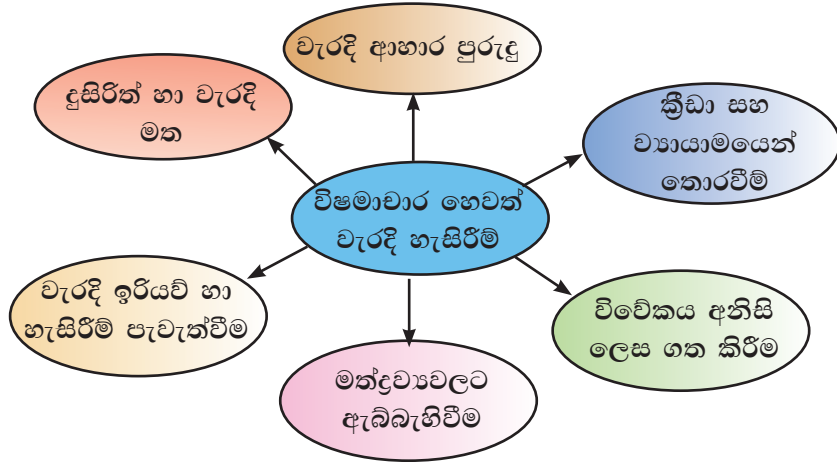 වැරදි ආහාර පුරුදු
දුසිරිත් හා වැරදි
මත
ක්‍රීඩා සහ
ව්‍යායාමයෙන්
තොරවීම්
විෂමාචාර හෙවත්
වැරදි හැසිරීම්
වැරදි ඉරියව් හා
හැසිරීම් පැවැත්වීම
විවේකය අනිසි
ලෙස ගත කිරීම
මත්ද්‍රව්‍යවලට
ඇබ්බැහිවීම